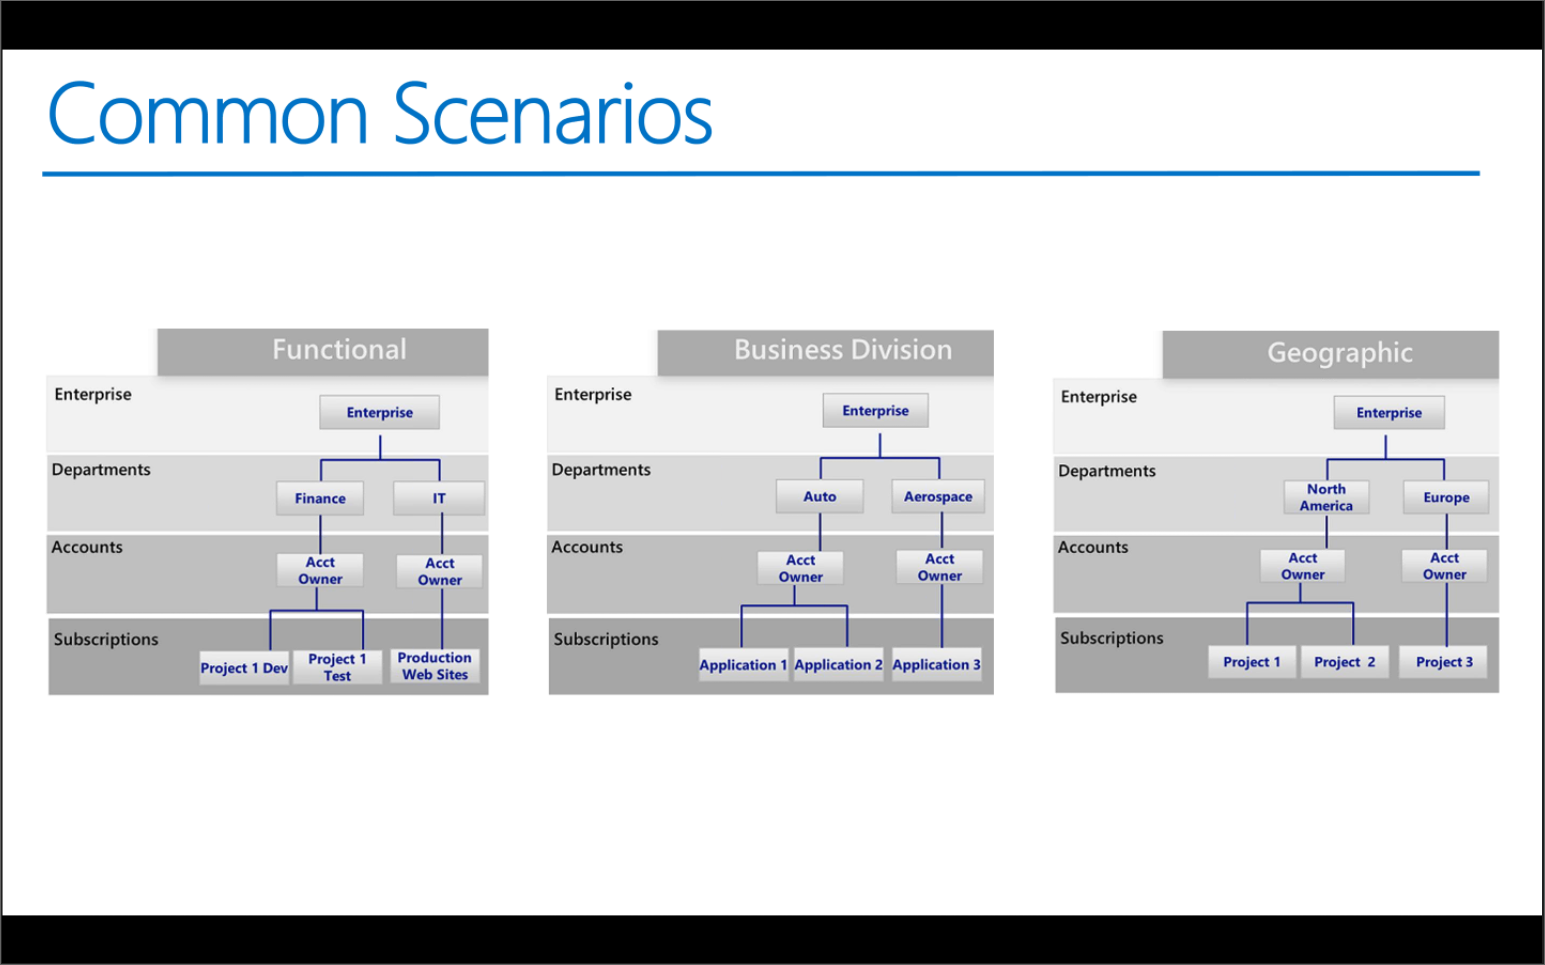 Common Scenarios
Functional
Enterprise
Enterprise
Departments
Finance
IT
Accounts
Acct
Owner
Acct
Owner
Subscriptions
Project 1 Dev
Project 1
Test
Production
Web Sites
Business Division
Enterprise
Enterprise
Departments
Auto
Aerospace
Accounts
Acct
Owner
Acct
Owner
Subscriptions
Application 1
Application 2
Application 3
Geographic
Enterprise
Enterprise
Departments
North
America
Europe
Accounts
Acct
Owner
Acct
Owner
Subscriptions
Project 1
Project 2
Project 3